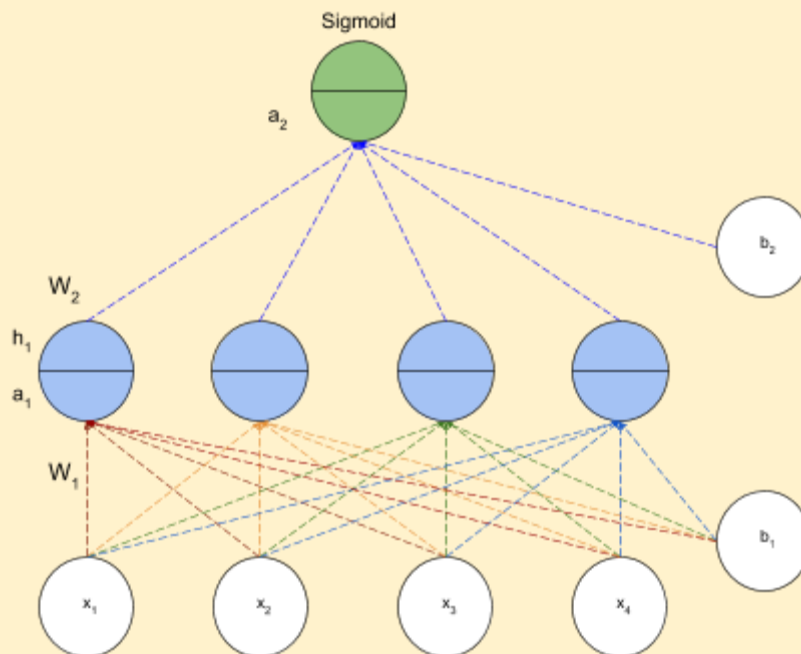 Sigmoid
a₂
b₂
W₂
h₁
a₁
W₁
b₁
x₁ x₂ x₃ x₄